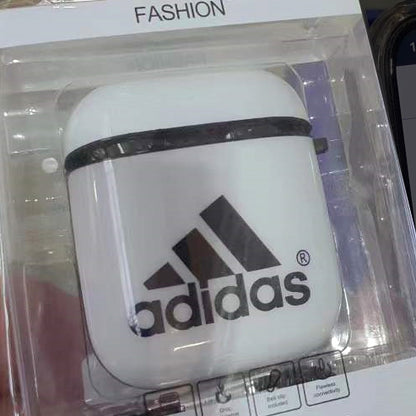 FASHION
adidas ®
Belt clip
included
Flawless
connectivity